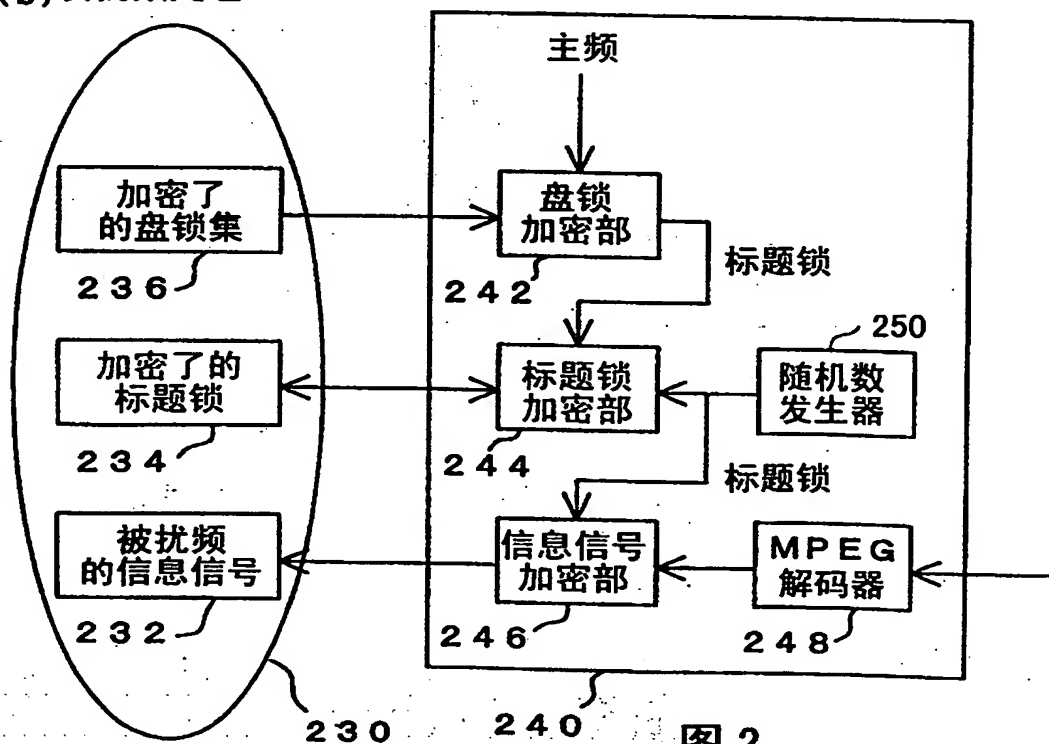 (b)
主频
加密了
的盘锁集
盘锁
加密部
236
242
标题锁
250
加密了的
标题锁
标题锁
加密部
随机数
发生器
234
244
标题锁
被扰频
的信息信号
信息信号
加密部
MPEG
解码器
232
246
248
230
240
图2